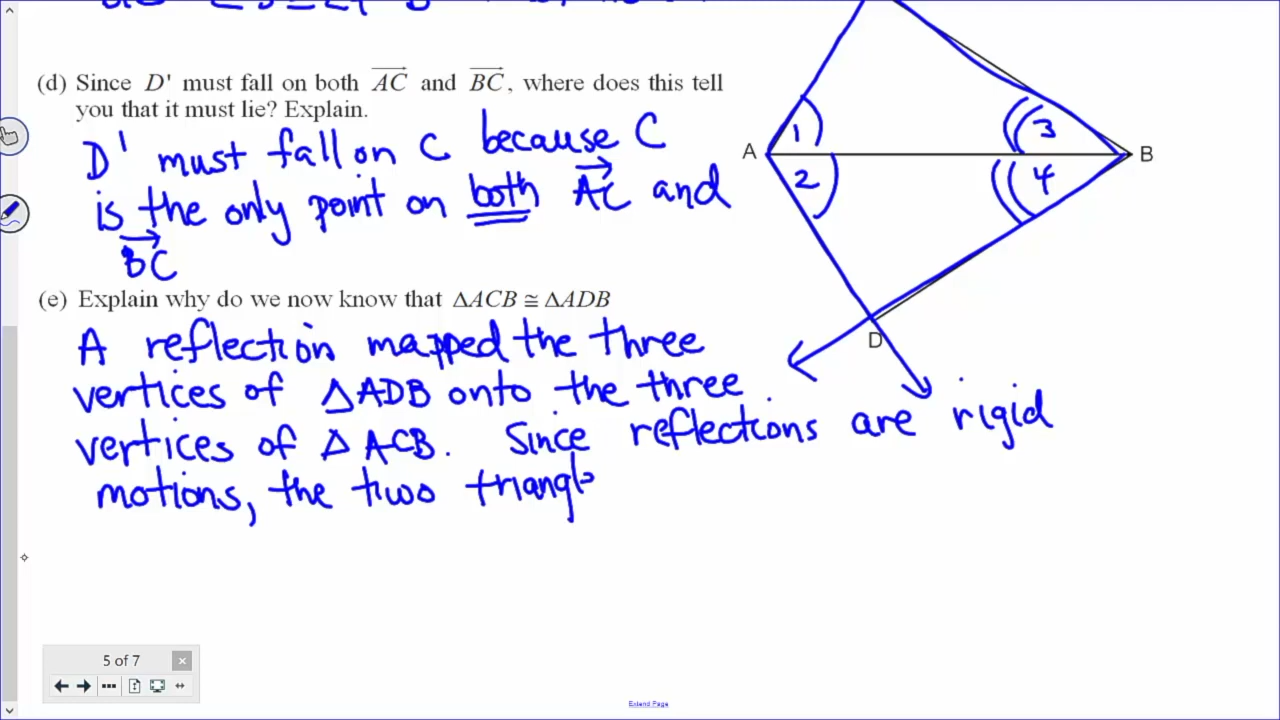 (d) Since D' must fall on both AC and BC, where does this tell
you that it must lie? Explain.
D' must fall on C because C
is the only point on both AC and
BC
(e) Explain why do we now know that ΔACB ≅ ΔADB
A reflection mapped the three
vertices of ΔADB onto the three
vertices of ΔACB. Since reflections are rigid
motions, the two triangl
1
2
3
4
A
B
D
5 of 7
Extend Page